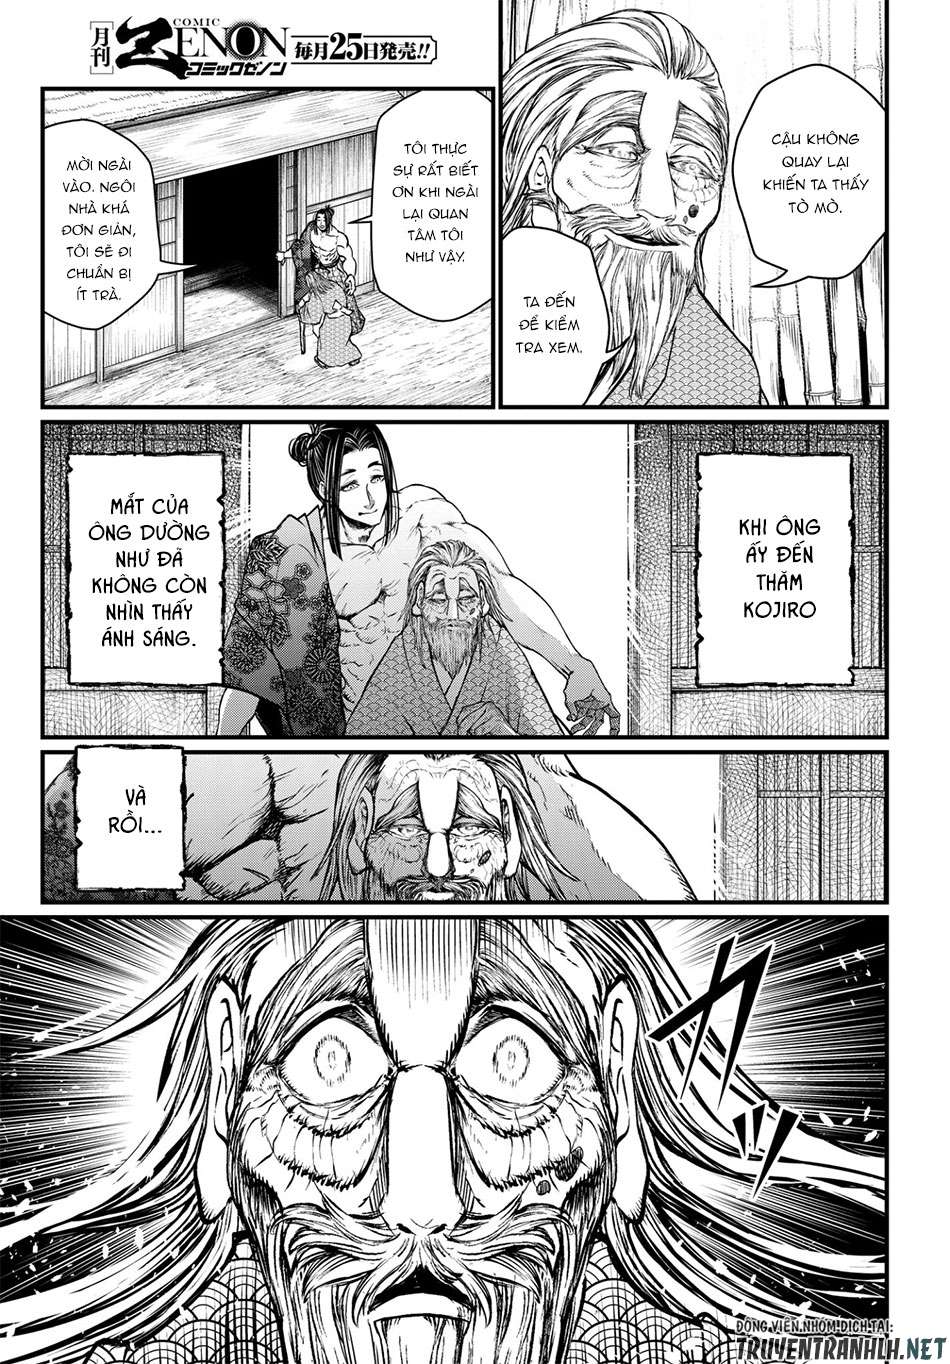 COMIC
月刊
ZENON
コミックゼノン
毎月25日発売!!
CẬU KHÔNG
QUAY LẠI
KHIẾN TA THẤY
TÒ MÒ.
TA ĐẾN
ĐỂ KIỂM
TRA XEM.
TÔI THỰC
SỰ RẤT BIẾT
ƠN KHI NGÀI
LẠI QUAN
TÂM TÔI
NHƯ VẬY.
MỜI NGÀI
VÀO. NGÔI
NHÀ KHÁ
ĐƠN GIẢN,
TÔI SẼ ĐI
CHUẨN BỊ
ÍT TRÀ.
KHI ÔNG
ẤY ĐẾN
THĂM
KOJIRO
MẮT CỦA
ÔNG DƯỜNG
NHƯ ĐÃ
KHÔNG CÒN
NHÌN THẤY
ÁNH SÁNG.
VÀ
RỒI...
ガバ
ĐỘNG VIÊN NHÓM DỊCH TẠI:
TRUYENTRANHLH.NET